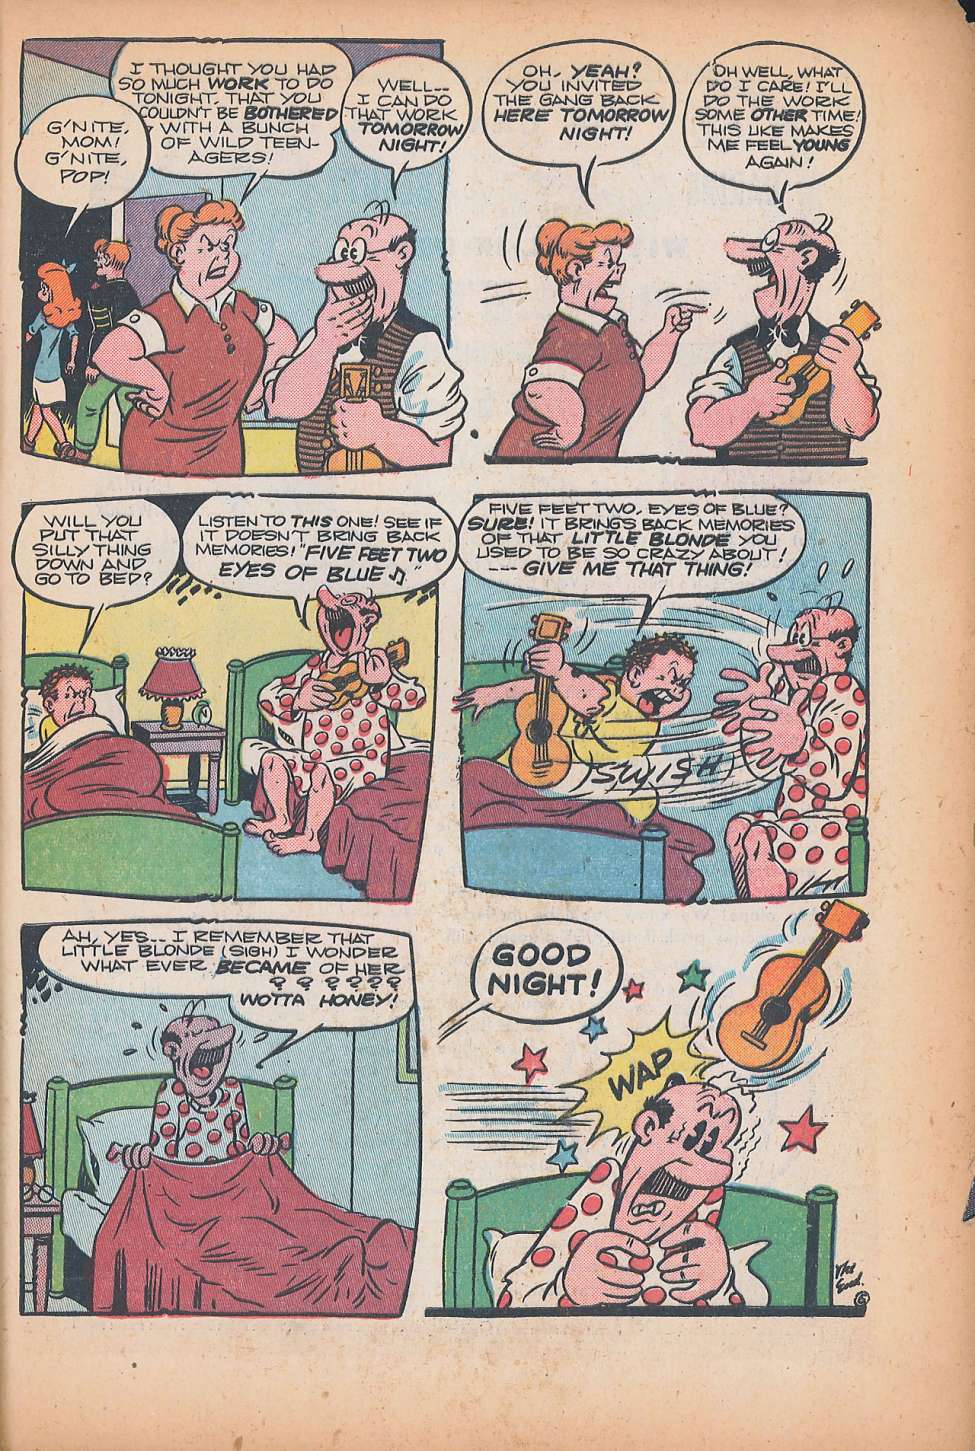 G'NITE,
MOM!
G'NITE,
POP!
I THOUGHT YOU HAD
SO MUCH WORK TO DO
TONIGHT, THAT YOU
COULDN'T BE BOTHERED
WITH A BUNCH
OF WILD TEEN-
AGERS!
WELL--
I CAN DO
THAT WORK
TOMORROW
NIGHT!
OH, YEAH?
YOU INVITED
THE GANG BACK
HERE TOMORROW
NIGHT!
OH WELL, WHAT
DO I CARE! I'LL
DO THE WORK
SOME OTHER TIME!
THIS UKE MAKES
ME FEEL YOUNG
AGAIN!
WILL YOU
PUT THAT
SILLY THING
DOWN AND
GO TO BED?
LISTEN TO THIS ONE! SEE IF
IT DOESN'T BRING BACK
MEMORIES! "FIVE FEET TWO
EYES OF BLUE ♫"
FIVE FEET TWO, EYES OF BLUE?
SURE! IT BRINGS BACK MEMORIES
OF THAT LITTLE BLONDE YOU
USED TO BE SO CRAZY ABOUT!
--- GIVE ME THAT THING!
SWISH
AH, YES-- I REMEMBER THAT
LITTLE BLONDE (SIGH) I WONDER
WHAT EVER BECAME OF HER
? ? ? ? ? ?
WOTTA HONEY!
GOOD
NIGHT!
WAP
The
End.
6